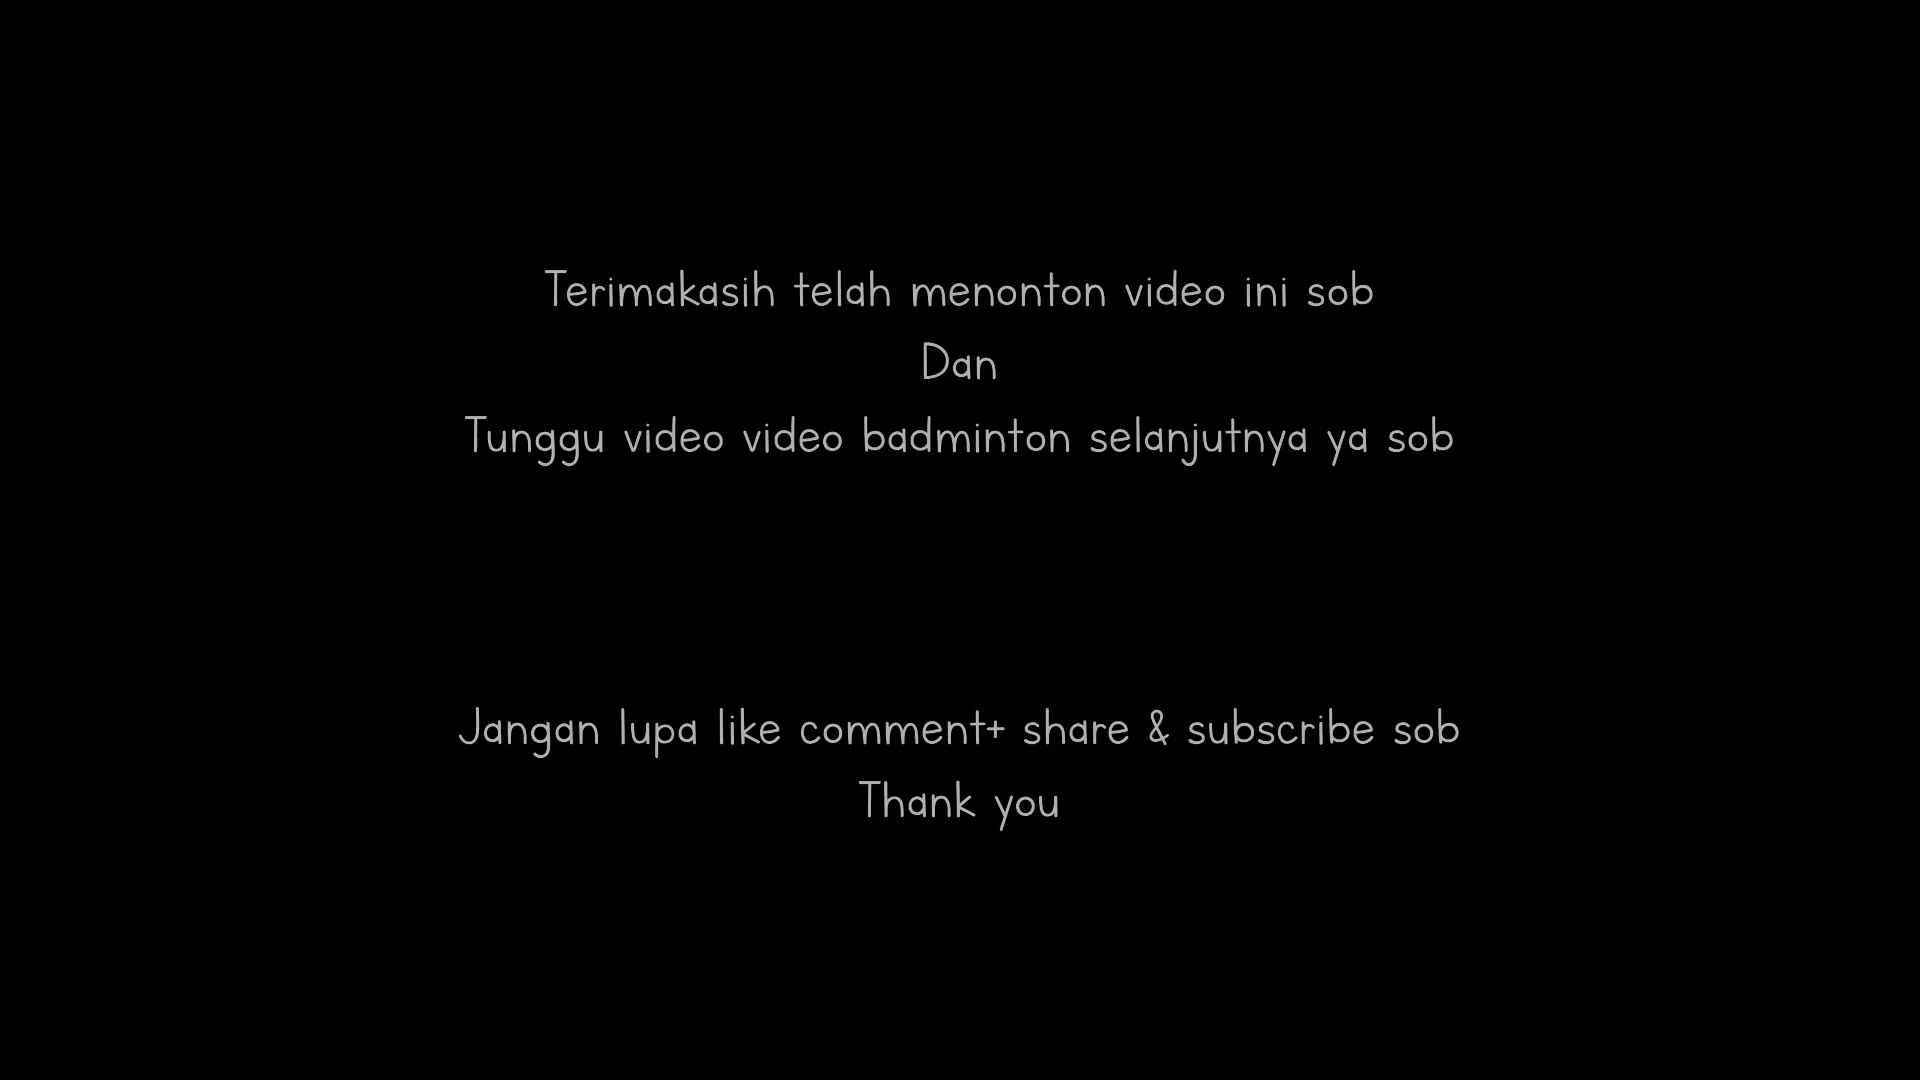 Terimakasih telah menonton video ini sob
Dan
Tunggu video video badminton selanjutnya ya sob
Jangan lupa like comment+ share & subscribe sob
Thank you